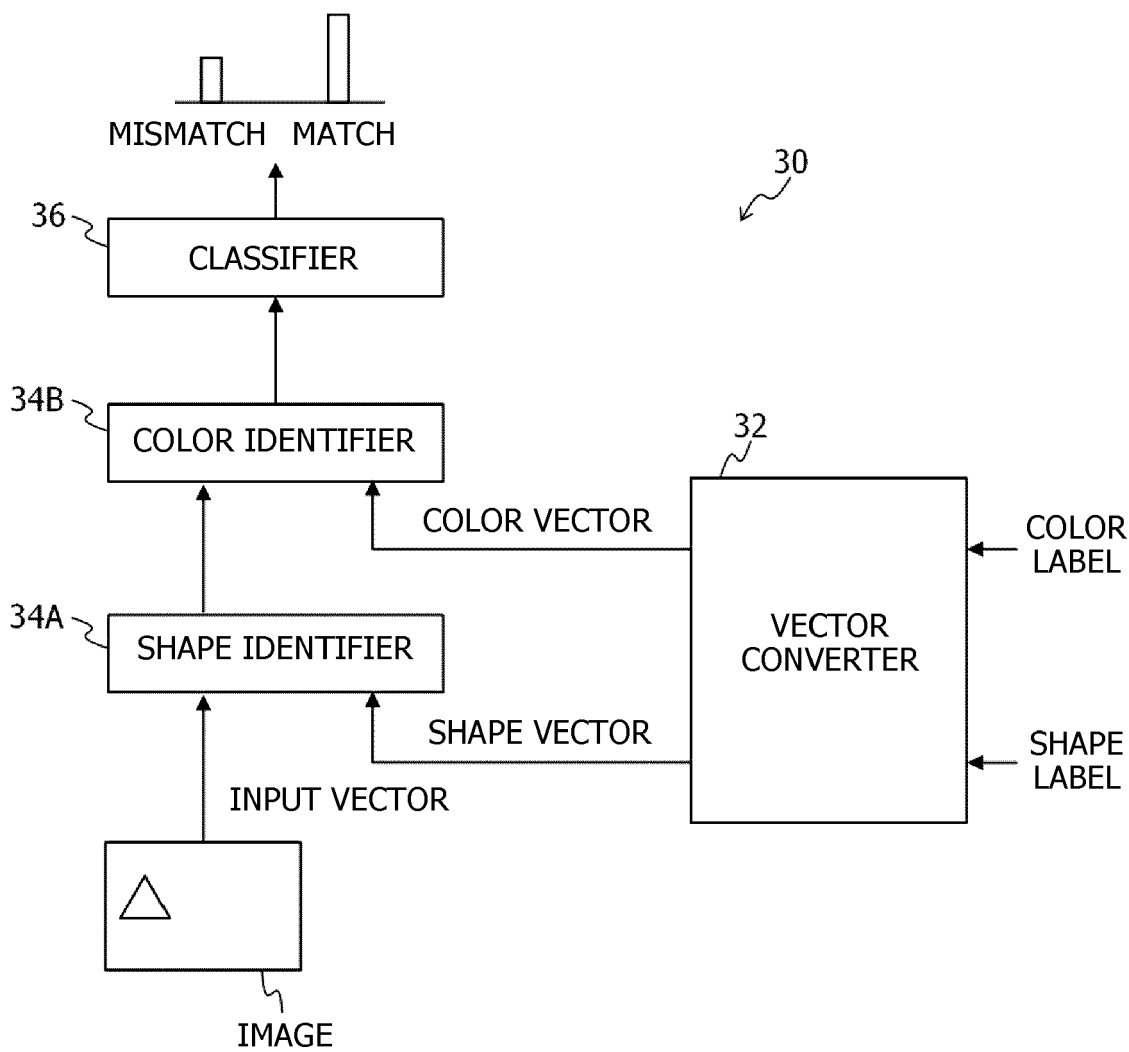 MISMATCH MATCH
30
36
CLASSIFIER
34B
COLOR IDENTIFIER
32
COLOR VECTOR
COLOR
LABEL
34A
SHAPE IDENTIFIER
VECTOR
CONVERTER
SHAPE VECTOR
SHAPE
LABEL
INPUT VECTOR
IMAGE